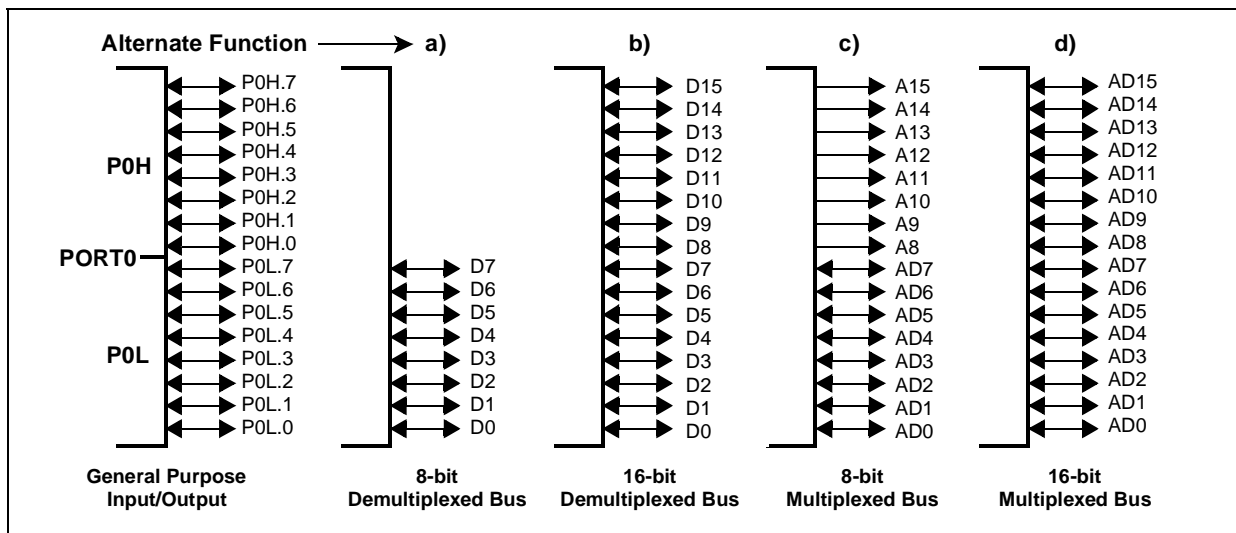 Alternate Function a) b) c) d)
P0H.7 D15 A15 AD15
P0H.6 D14 A14 AD14
P0H.5 D13 A13 AD13
P0H.4 D12 A12 AD12
P0H P0H.3 D11 A11 AD11
P0H.2 D10 A10 AD10
P0H.1 D9 A9 AD9
P0H.0 D8 A8 AD8
PORT0
P0L.7 D7 D7 AD7 AD7
P0L.6 D6 D6 AD6 AD6
P0L.5 D5 D5 AD5 AD5
P0L.4 D4 D4 AD4 AD4
P0L P0L.3 D3 D3 AD3 AD3
P0L.2 D2 D2 AD2 AD2
P0L.1 D1 D1 AD1 AD1
P0L.0 D0 D0 AD0 AD0
General Purpose 8-bit 16-bit 8-bit 16-bit
Input/Output Demultiplexed Bus Demultiplexed Bus Multiplexed Bus Multiplexed Bus